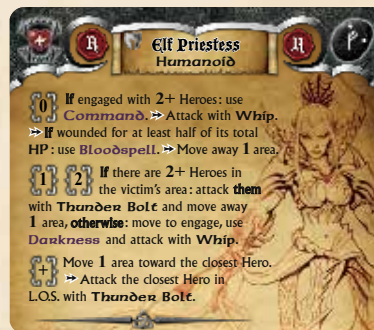 Elf Priestess
Humanoid
0 If engaged with 2+ Heroes: use
Command. ➳ Attack with Whip.
➳ If wounded for at least half of its total
HP: use Bloodspell. ➳ Move away 1 area.
1 2 If there are 2+ Heroes in
the victim's area: attack them
with Thunder Bolt and move away
1 area, otherwise: move to engage, use
Darkness and attack with Whip.
+ Move 1 area toward the closest Hero.
➳ Attack the closest Hero in
L.O.S. with Thunder Bolt.